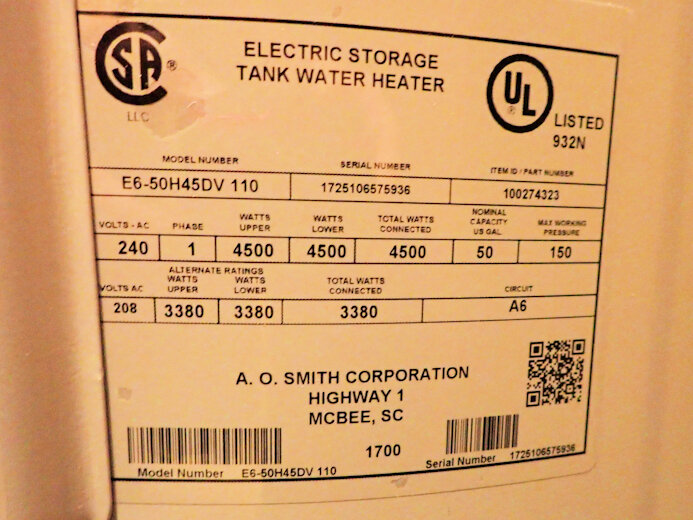 CSA ®
LLC
ELECTRIC STORAGE
TANK WATER HEATER
UL
LISTED
932N
MODEL NUMBER SERIAL NUMBER ITEM ID / PART NUMBER
E6-50H45DV 110 1725106575936 100274323
VOLTS - AC PHASE WATTS UPPER WATTS LOWER TOTAL WATTS CONNECTED NOMINAL CAPACITY US GAL. MAX WORKING PRESSURE
240 1 4500 4500 4500 50 150
ALTERNATE RATINGS
VOLTS AC WATTS UPPER WATTS LOWER TOTAL WATTS CONNECTED CIRCUIT
208 3380 3380 3380 A6
A. O. SMITH CORPORATION
HIGHWAY 1
MCBEE, SC
1700
Model Number E6-50H45DV 110
Serial Number 1725106575936